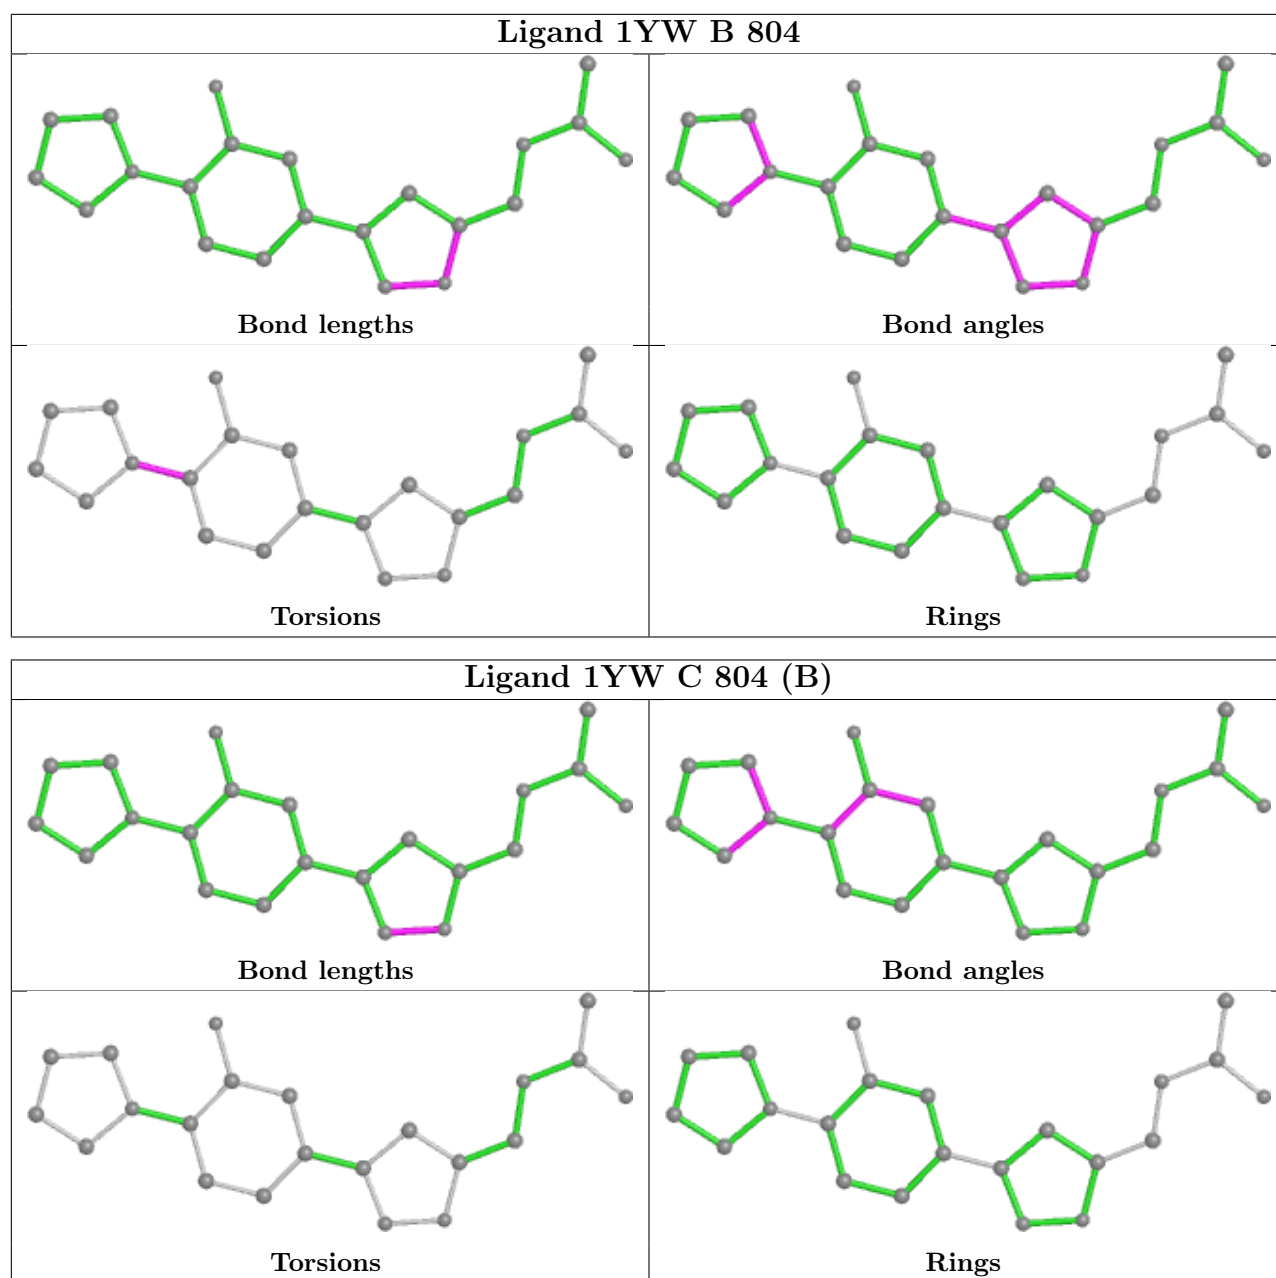 Ligand 1YW B 804
Bond lengths
Bond angles
Torsions
Rings
Ligand 1YW C 804 (B)
Bond lengths
Bond angles
Torsions
Rings